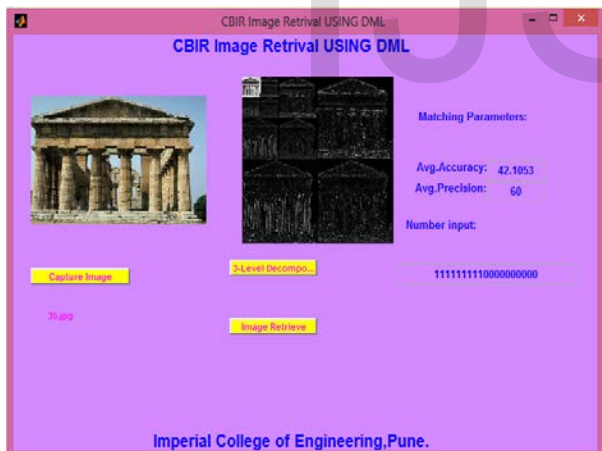 CBIR Image Retrival USING DML
CBIR Image Retrival USING DML
Matching Parameters:
Avg.Accuracy: 42.1053
Avg.Precision: 60
Number input:
3-Level Decompo...
Capture Image
1111111110000000000
35.jpg
Image Retrieve
Imperial College of Engineering,Pune.